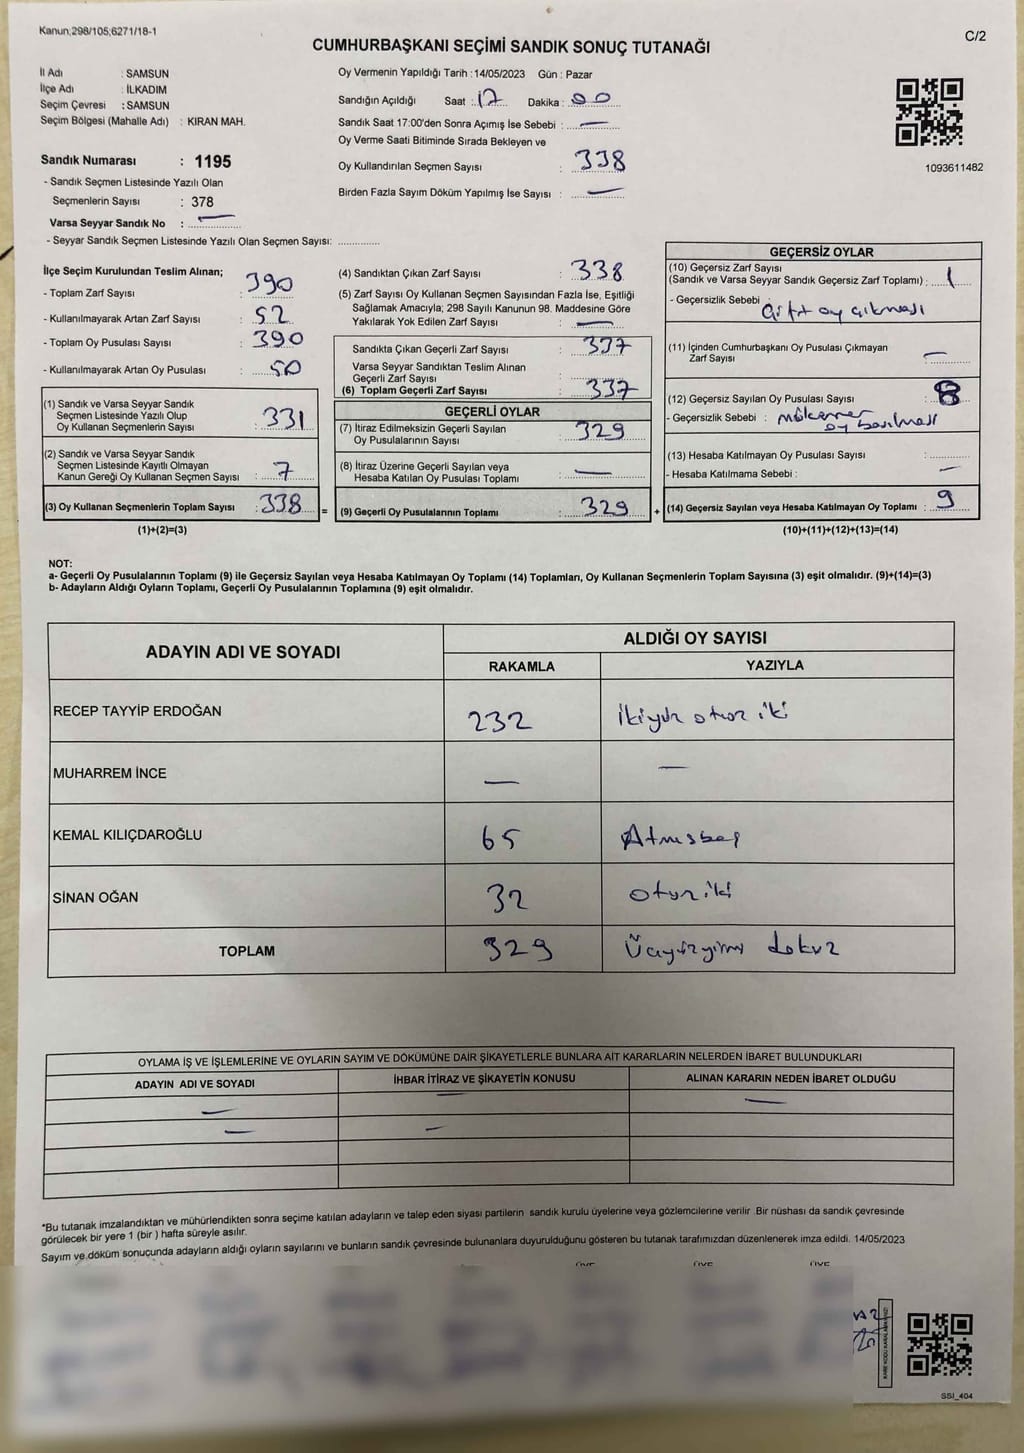 Kanun;298/105;6271/18-1
C/2
CUMHURBAŞKANI SEÇİMİ SANDIK SONUÇ TUTANAĞI
İl Adı : SAMSUN
İlçe Adı : İLKADIM
Seçim Çevresi : SAMSUN
Seçim Bölgesi (Mahalle Adı) : KIRAN MAH.
Sandık Numarası : 1195
- Sandık Seçmen Listesinde Yazılı Olan
Seçmenlerin Sayısı : 378
Varsa Seyyar Sandık No : —
- Seyyar Sandık Seçmen Listesinde Yazılı Olan Seçmen Sayısı: ..............
Oy Vermenin Yapıldığı Tarih : 14/05/2023 Gün : Pazar
Sandığın Açıldığı Saat : 17 Dakika : 00
Sandık Saat 17:00'den Sonra Açımış İse Sebebi : —
Oy Verme Saati Bitiminde Sırada Bekleyen ve
Oy Kullandırılan Seçmen Sayısı : 338
Birden Fazla Sayım Döküm Yapılmış İse Sayısı : —
1093611482
İlçe Seçim Kurulundan Teslim Alınan;
- Toplam Zarf Sayısı : 390
- Kullanılmayarak Artan Zarf Sayısı : 52
- Toplam Oy Pusulası Sayısı : 390
- Kullanılmayarak Artan Oy Pusulası : 50
(1) Sandık ve Varsa Seyyar Sandık
Seçmen Listesinde Yazılı Olup
Oy Kullanan Seçmenlerin Sayısı : 331
(2) Sandık ve Varsa Seyyar Sandık
Seçmen Listesinde Kayıtlı Olmayan
Kanun Gereği Oy Kullanan Seçmen Sayısı : 7
(3) Oy Kullanan Seçmenlerin Toplam Sayısı : 338 =
(1)+(2)=(3)
(4) Sandıktan Çıkan Zarf Sayısı : 338
(5) Zarf Sayısı Oy Kullanan Seçmen Sayısından Fazla İse, Eşitliği
Sağlamak Amacıyla; 298 Sayılı Kanunun 98. Maddesine Göre
Yakılarak Yok Edilen Zarf Sayısı : —
Sandıkta Çıkan Geçerli Zarf Sayısı : 337
Varsa Seyyar Sandıktan Teslim Alınan
Geçerli Zarf Sayısı :
(6) Toplam Geçerli Zarf Sayısı : 337
GEÇERLİ OYLAR
(7) İtiraz Edilmeksizin Geçerli Sayılan
Oy Pusulalarının Sayısı : 329
(8) İtiraz Üzerine Geçerli Sayılan veya
Hesaba Katılan Oy Pusulası Toplamı : —
(9) Geçerli Oy Pusulalarının Toplamı : 329 +
GEÇERSİZ OYLAR
(10) Geçersiz Zarf Sayısı
(Sandık ve Varsa Seyyar Sandık Geçersiz Zarf Toplamı) : 1
- Geçersizlik Sebebi : Çift oy çıkması
(11) İçinden Cumhurbaşkanı Oy Pusulası Çıkmayan
Zarf Sayısı : —
(12) Geçersiz Sayılan Oy Pusulası Sayısı : 8
- Geçersizlik Sebebi : mükerrer
oy basılması
(13) Hesaba Katılmayan Oy Pusulası Sayısı :
- Hesaba Katılmama Sebebi : —
(14) Geçersiz Sayılan veya Hesaba Katılmayan Oy Toplamı : 9
(10)+(11)+(12)+(13)=(14)
NOT:
a- Geçerli Oy Pusulalarının Toplamı (9) ile Geçersiz Sayılan veya Hesaba Katılmayan Oy Toplamı (14) Toplamları, Oy Kullanan Seçmenlerin Toplam Sayısına (3) eşit olmalıdır. (9)+(14)=(3)
b- Adayların Aldığı Oyların Toplamı, Geçerli Oy Pusulalarının Toplamına (9) eşit olmalıdır.
ADAYIN ADI VE SOYADI
ALDIĞI OY SAYISI
RAKAMLA YAZIYLA
RECEP TAYYİP ERDOĞAN 232 İkiyüz otuz iki
MUHARREM İNCE — —
KEMAL KILIÇDAROĞLU 65 Atmışbeş
SİNAN OĞAN 32 otuziki
TOPLAM 329 Üçyüzyirmi dokuz
OYLAMA İŞ VE İŞLEMLERİNE VE OYLARIN SAYIM VE DÖKÜMÜNE DAİR ŞİKAYETLERLE BUNLARA AİT KARARLARIN NELERDEN İBARET BULUNDUKLARI
ADAYIN ADI VE SOYADI İHBAR İTİRAZ VE ŞİKAYETİN KONUSU ALINAN KARARIN NEDEN İBARET OLDUĞU
— — —
— —
*Bu tutanak imzalandıktan ve mühürlendikten sonra seçime katılan adayların ve talep eden siyasi partilerin sandık kurulu üyelerine veya gözlemcilerine verilir .Bir nüshası da sandık çevresinde
görülecek bir yere 1 (bir ) hafta süreyle asılır.
Sayım ve döküm sonucunda adayların aldığı oyların sayılarını ve bunların sandık çevresinde bulunanlara duyurulduğunu gösteren bu tutanak tarafımızdan düzenlenerek imza edildi. 14/05/2023
ÜYE ÜYE ÜYE
SSI_404